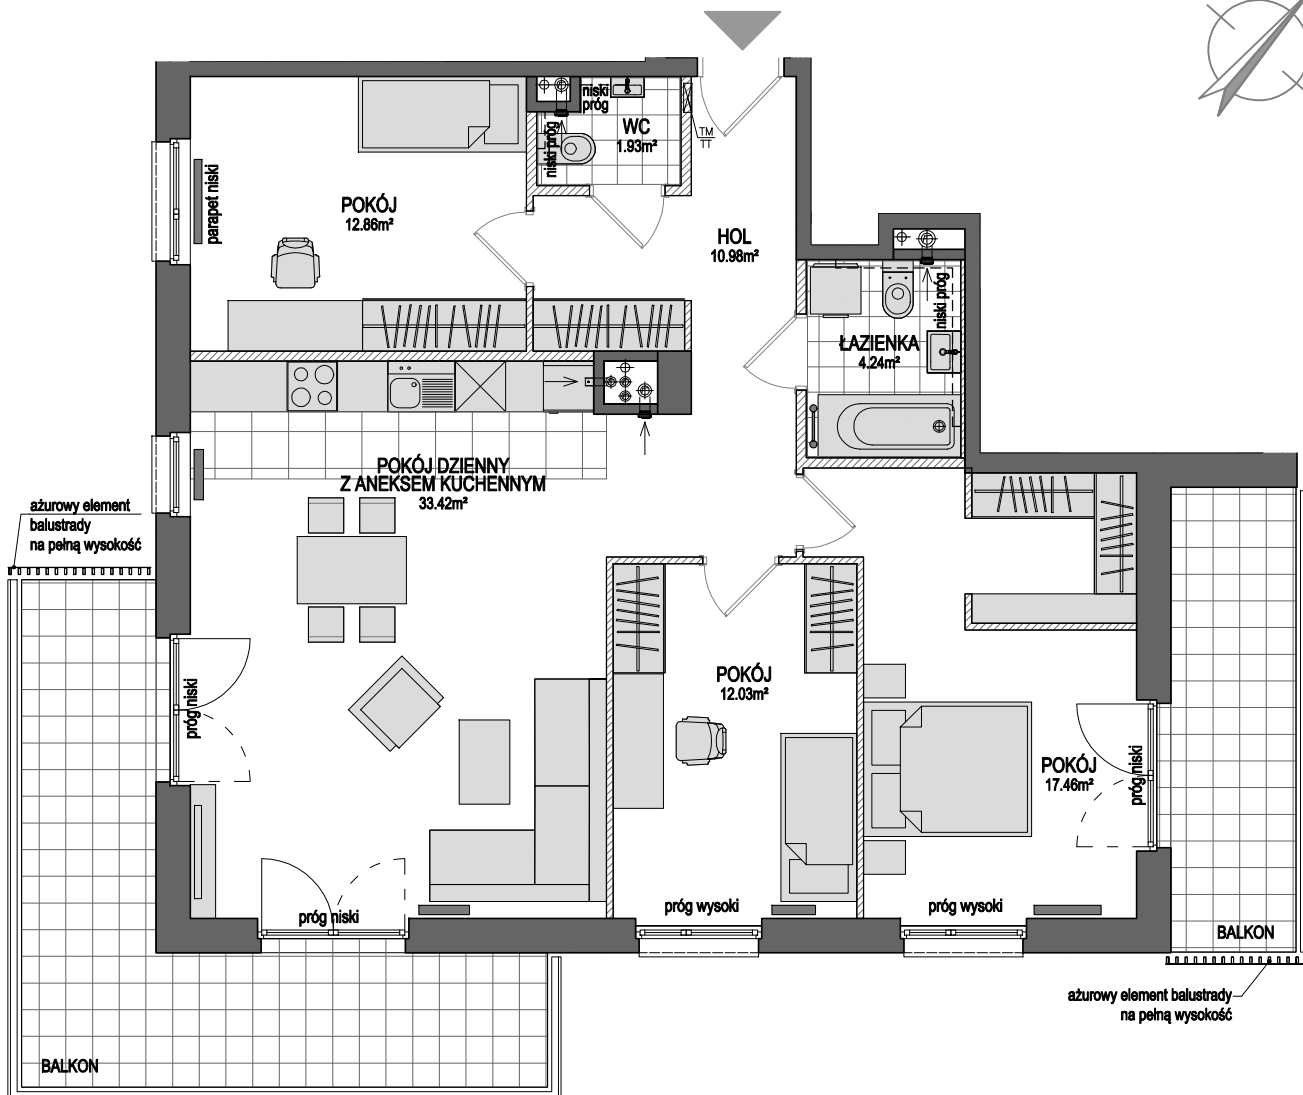 niski
próg
WC
1.93m²
TM
TT
niski próg
parapet niski
POKÓJ
12.86m²
HOL
10.98m²
niski próg
ŁAZIENKA
4.24m²
POKÓJ DZIENNY
Z ANEKSEM KUCHENNYM
33.42m²
ażurowy element
balustrady
na pełną wysokość
próg niski
POKÓJ
12.03m²
POKÓJ
17.46m²
próg niski
próg niski
próg wysoki
próg wysoki
BALKON
ażurowy element balustrady
na pełną wysokość
BALKON